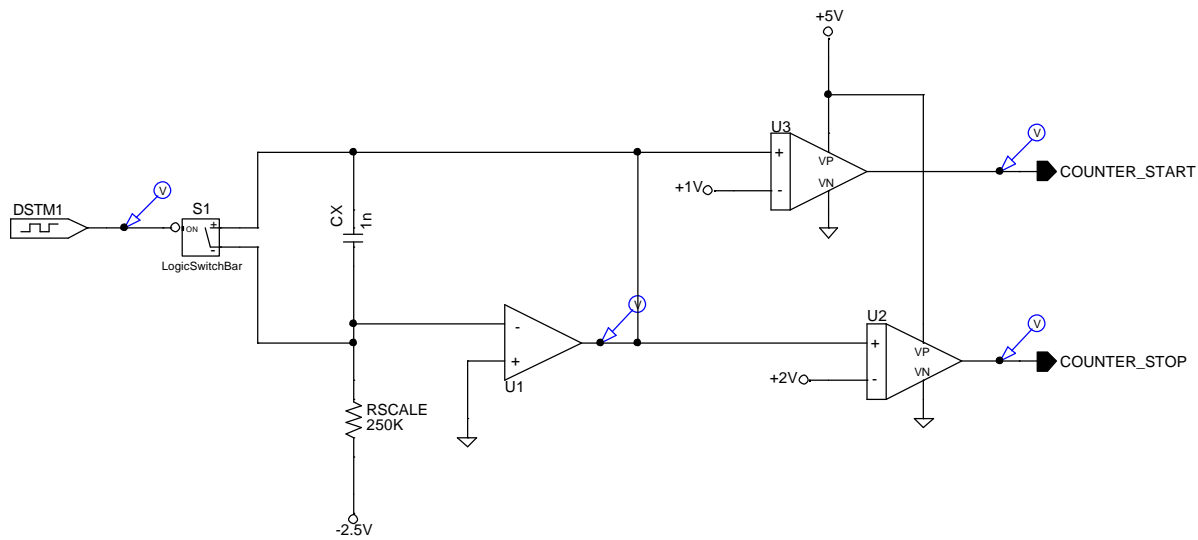 +5V
U3
+
VP
VN
-
+1V
V
COUNTER_START
DSTM1
V
S1
ON
+
-
LogicSwitchBar
CX
1n
V
-
+
U1
U2
+
VP
VN
-
+2V
V
COUNTER_STOP
RSCALE
250K
-2.5V